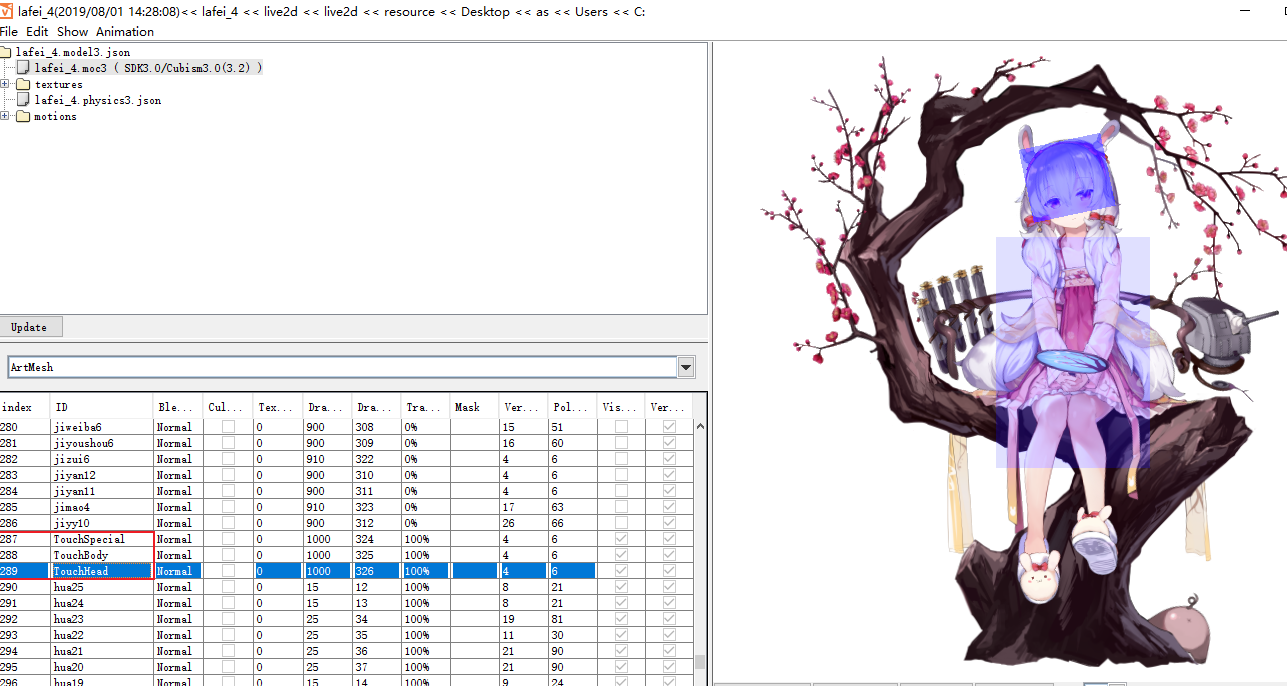 lafei_4(2019/08/01 14:28:08)<< lafei_4 << live2d << live2d << resource << Desktop << as << Users << C:
File Edit Show Animation
lafei_4.model3.json
lafei_4.moc3 ( SDK3.0/Cubism3.0(3.2) )
textures
lafei_4.physics3.json
motions
Update
ArtMesh
index ID Ble... Cul... Tex... Dra... Dra... Tra... Mask Ver... Pol... Vis... Ver...
280 jiweiba6 Normal 0 900 308 0% 15 51
281 jiyoushou6 Normal 0 900 309 0% 16 60
282 jizui6 Normal 0 910 322 0% 4 6
283 jiyan12 Normal 0 900 310 0% 4 6
284 jiyan11 Normal 0 900 311 0% 4 6
285 jimao4 Normal 0 910 323 0% 17 63
286 jiyy10 Normal 0 900 312 0% 26 66
287 TouchSpecial Normal 0 1000 324 100% 4 6
288 TouchBody Normal 0 1000 325 100% 4 6
289 TouchHead Normal 0 1000 326 100% 4 6
290 hua25 Normal 0 15 12 100% 8 21
291 hua24 Normal 0 15 13 100% 8 21
292 hua23 Normal 0 25 34 100% 19 81
293 hua22 Normal 0 25 35 100% 11 30
294 hua21 Normal 0 25 36 100% 21 90
295 hua20 Normal 0 25 37 100% 21 90
296 hua19 Normal 0 15 14 100% 9 24